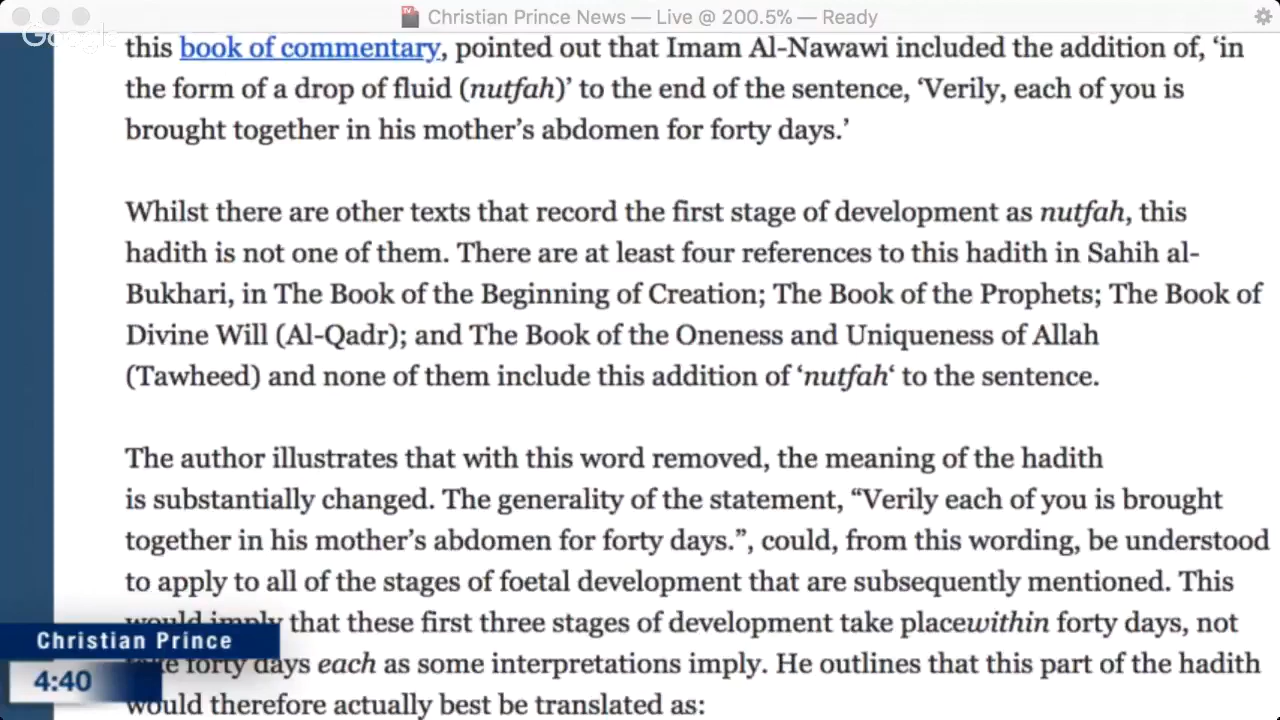 Christian Prince News — Live @ 200.5% — Ready
Google
this book of commentary, pointed out that Imam Al-Nawawi included the addition of, ‘in
the form of a drop of fluid (nutfah)’ to the end of the sentence, ‘Verily, each of you is
brought together in his mother’s abdomen for forty days.’
Whilst there are other texts that record the first stage of development as nutfah, this
hadith is not one of them. There are at least four references to this hadith in Sahih al-
Bukhari, in The Book of the Beginning of Creation; The Book of the Prophets; The Book of
Divine Will (Al-Qadr); and The Book of the Oneness and Uniqueness of Allah
(Tawheed) and none of them include this addition of ‘nutfah‘ to the sentence.
The author illustrates that with this word removed, the meaning of the hadith
is substantially changed. The generality of the statement, “Verily each of you is brought
together in his mother’s abdomen for forty days.”, could, from this wording, be understood
to apply to all of the stages of foetal development that are subsequently mentioned. This
would imply that these first three stages of development take placewithin forty days, not
forty days each as some interpretations imply. He outlines that this part of the hadith
would therefore actually best be translated as:
Christian Prince
4:40